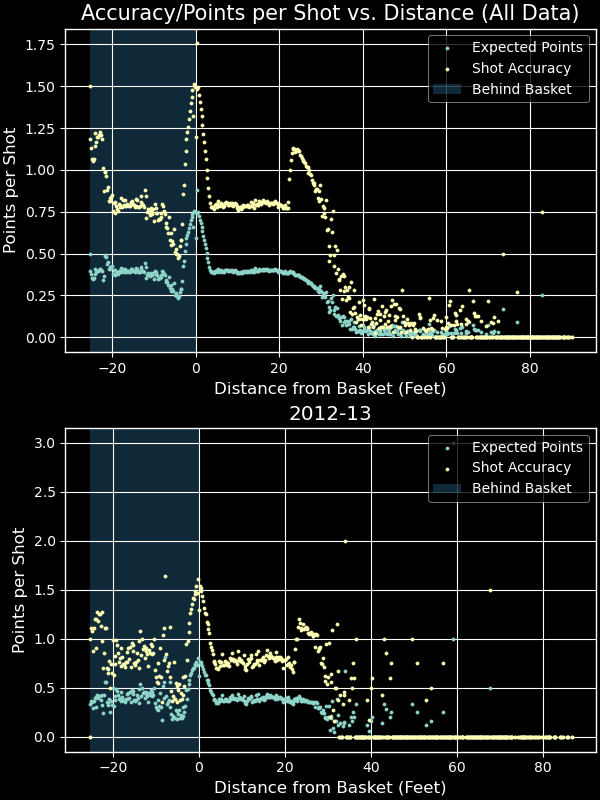 Accuracy/Points per Shot vs. Distance (All Data)
1.75
1.50
1.25
1.00
0.75
0.50
0.25
0.00
Points per Shot
Expected Points
Shot Accuracy
Behind Basket
−20 0 20 40 60 80
Distance from Basket (Feet)
2012-13
3.0
2.5
2.0
1.5
1.0
0.5
0.0
Points per Shot
Expected Points
Shot Accuracy
Behind Basket
−20 0 20 40 60 80
Distance from Basket (Feet)